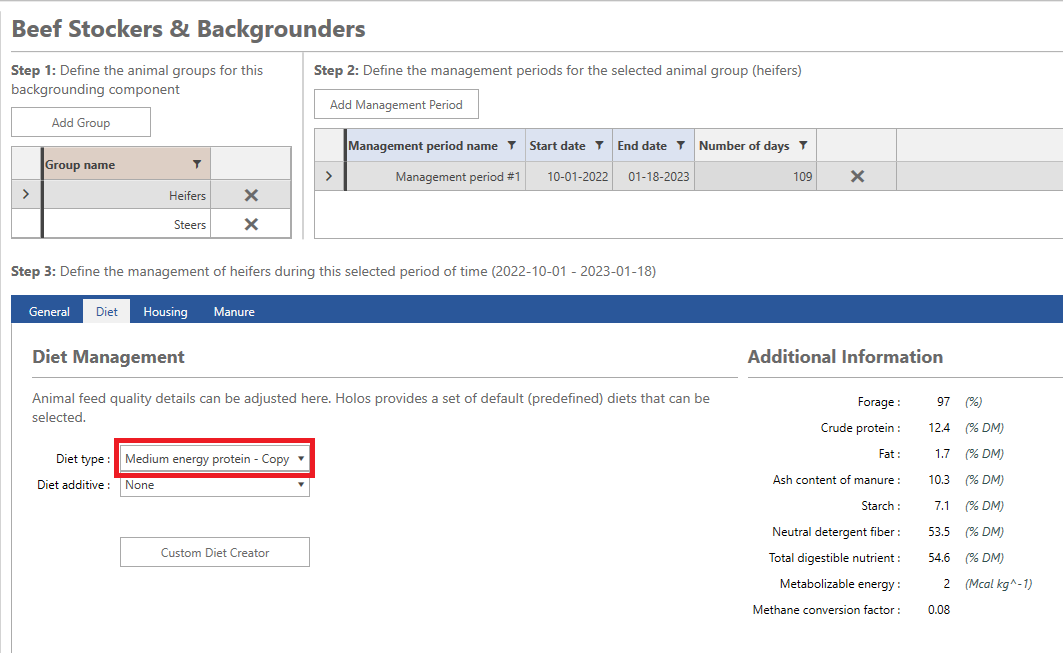 Beef Stockers & Backgrounders
Step 1: Define the animal groups for this
backgrounding component
Add Group
Group name
Heifers
Steers
Step 2: Define the management periods for the selected animal group (heifers)
Add Management Period
Management period name Start date End date Number of days
Management period #1 10-01-2022 01-18-2023 109
Step 3: Define the management of heifers during this selected period of time (2022-10-01 - 2023-01-18)
General Diet Housing Manure
Diet Management
Animal feed quality details can be adjusted here. Holos provides a set of default (predefined) diets that can be
selected.
Diet type : Medium energy protein - Copy
Diet additive : None
Custom Diet Creator
Additional Information
Forage : 97 (%)
Crude protein : 12.4 (% DM)
Fat : 1.7 (% DM)
Ash content of manure : 10.3 (% DM)
Starch : 7.1 (% DM)
Neutral detergent fiber : 53.5 (% DM)
Total digestible nutrient : 54.6 (% DM)
Metabolizable energy : 2 (Mcal kg^-1)
Methane conversion factor : 0.08